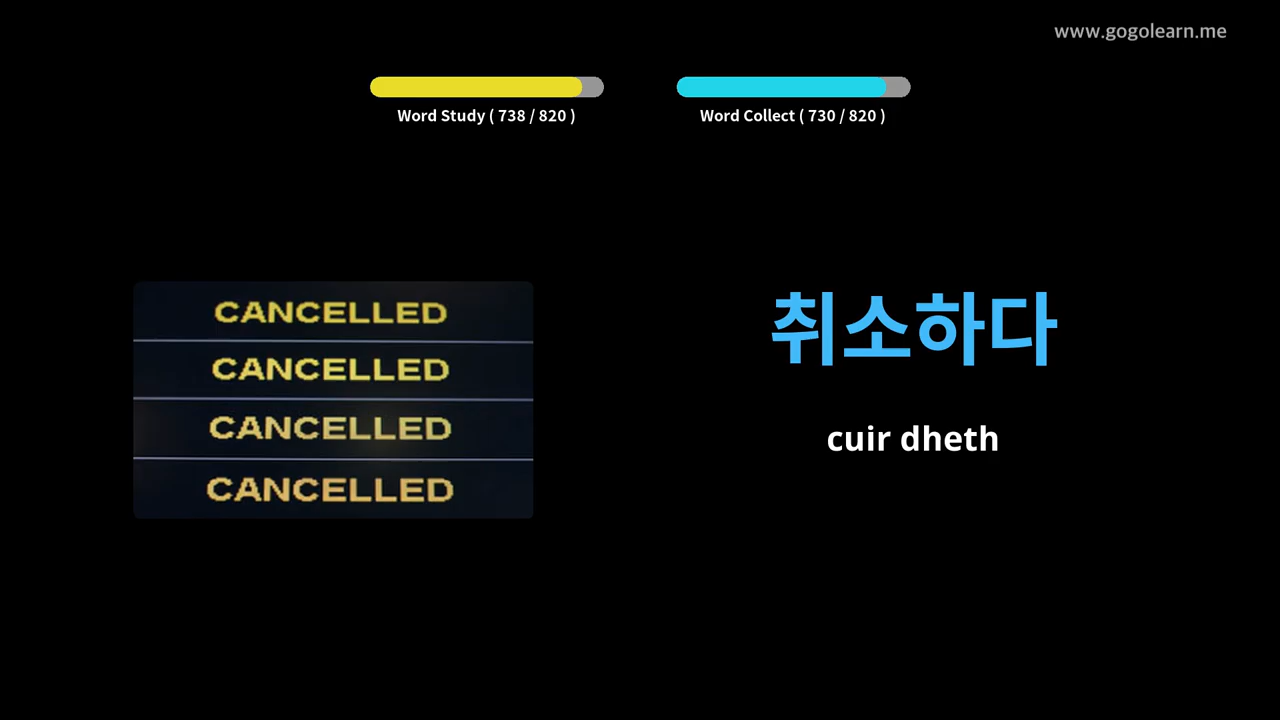 www.gogolearn.me
Word Study ( 738 / 820 )
Word Collect ( 730 / 820 )
CANCELLED
CANCELLED
CANCELLED
CANCELLED
취소하다
cuir dheth